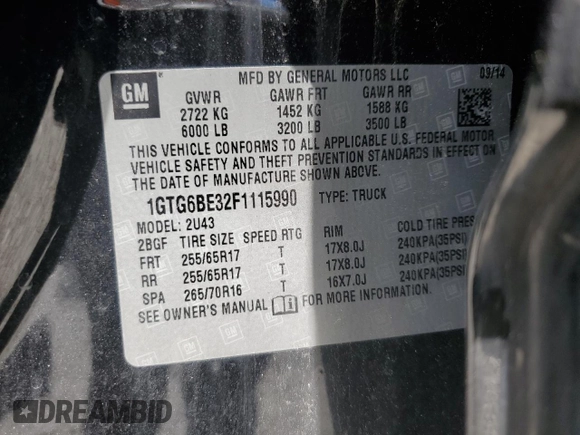 MFD BY GENERAL MOTORS LLC 09/14
GM
GVWR GAWR FRT GAWR RR
2722 KG 1452 KG 1588 KG
6000 LB 3200 LB 3500 LB
THIS VEHICLE CONFORMS TO ALL APPLICABLE U.S. FEDERAL MOTOR
VEHICLE SAFETY AND THEFT PREVENTION STANDARDS IN EFFECT ON
THE DATE OF MANUFACTURE SHOWN ABOVE.
1GTG6BE32F1115990 TYPE: TRUCK
MODEL: 2U43
2BGF TIRE SIZE SPEED RTG RIM COLD TIRE
FRT 255/65R17 T 17X8.0J 240KPA(35PSI)
RR 255/65R17 T 17X8.0J 240KPA(35PSI)
SPA 265/70R16 T 16X7.0J 240KPA(35PSI)
SEE OWNER'S MANUAL FOR MORE INFORMATION.
DREAMBID